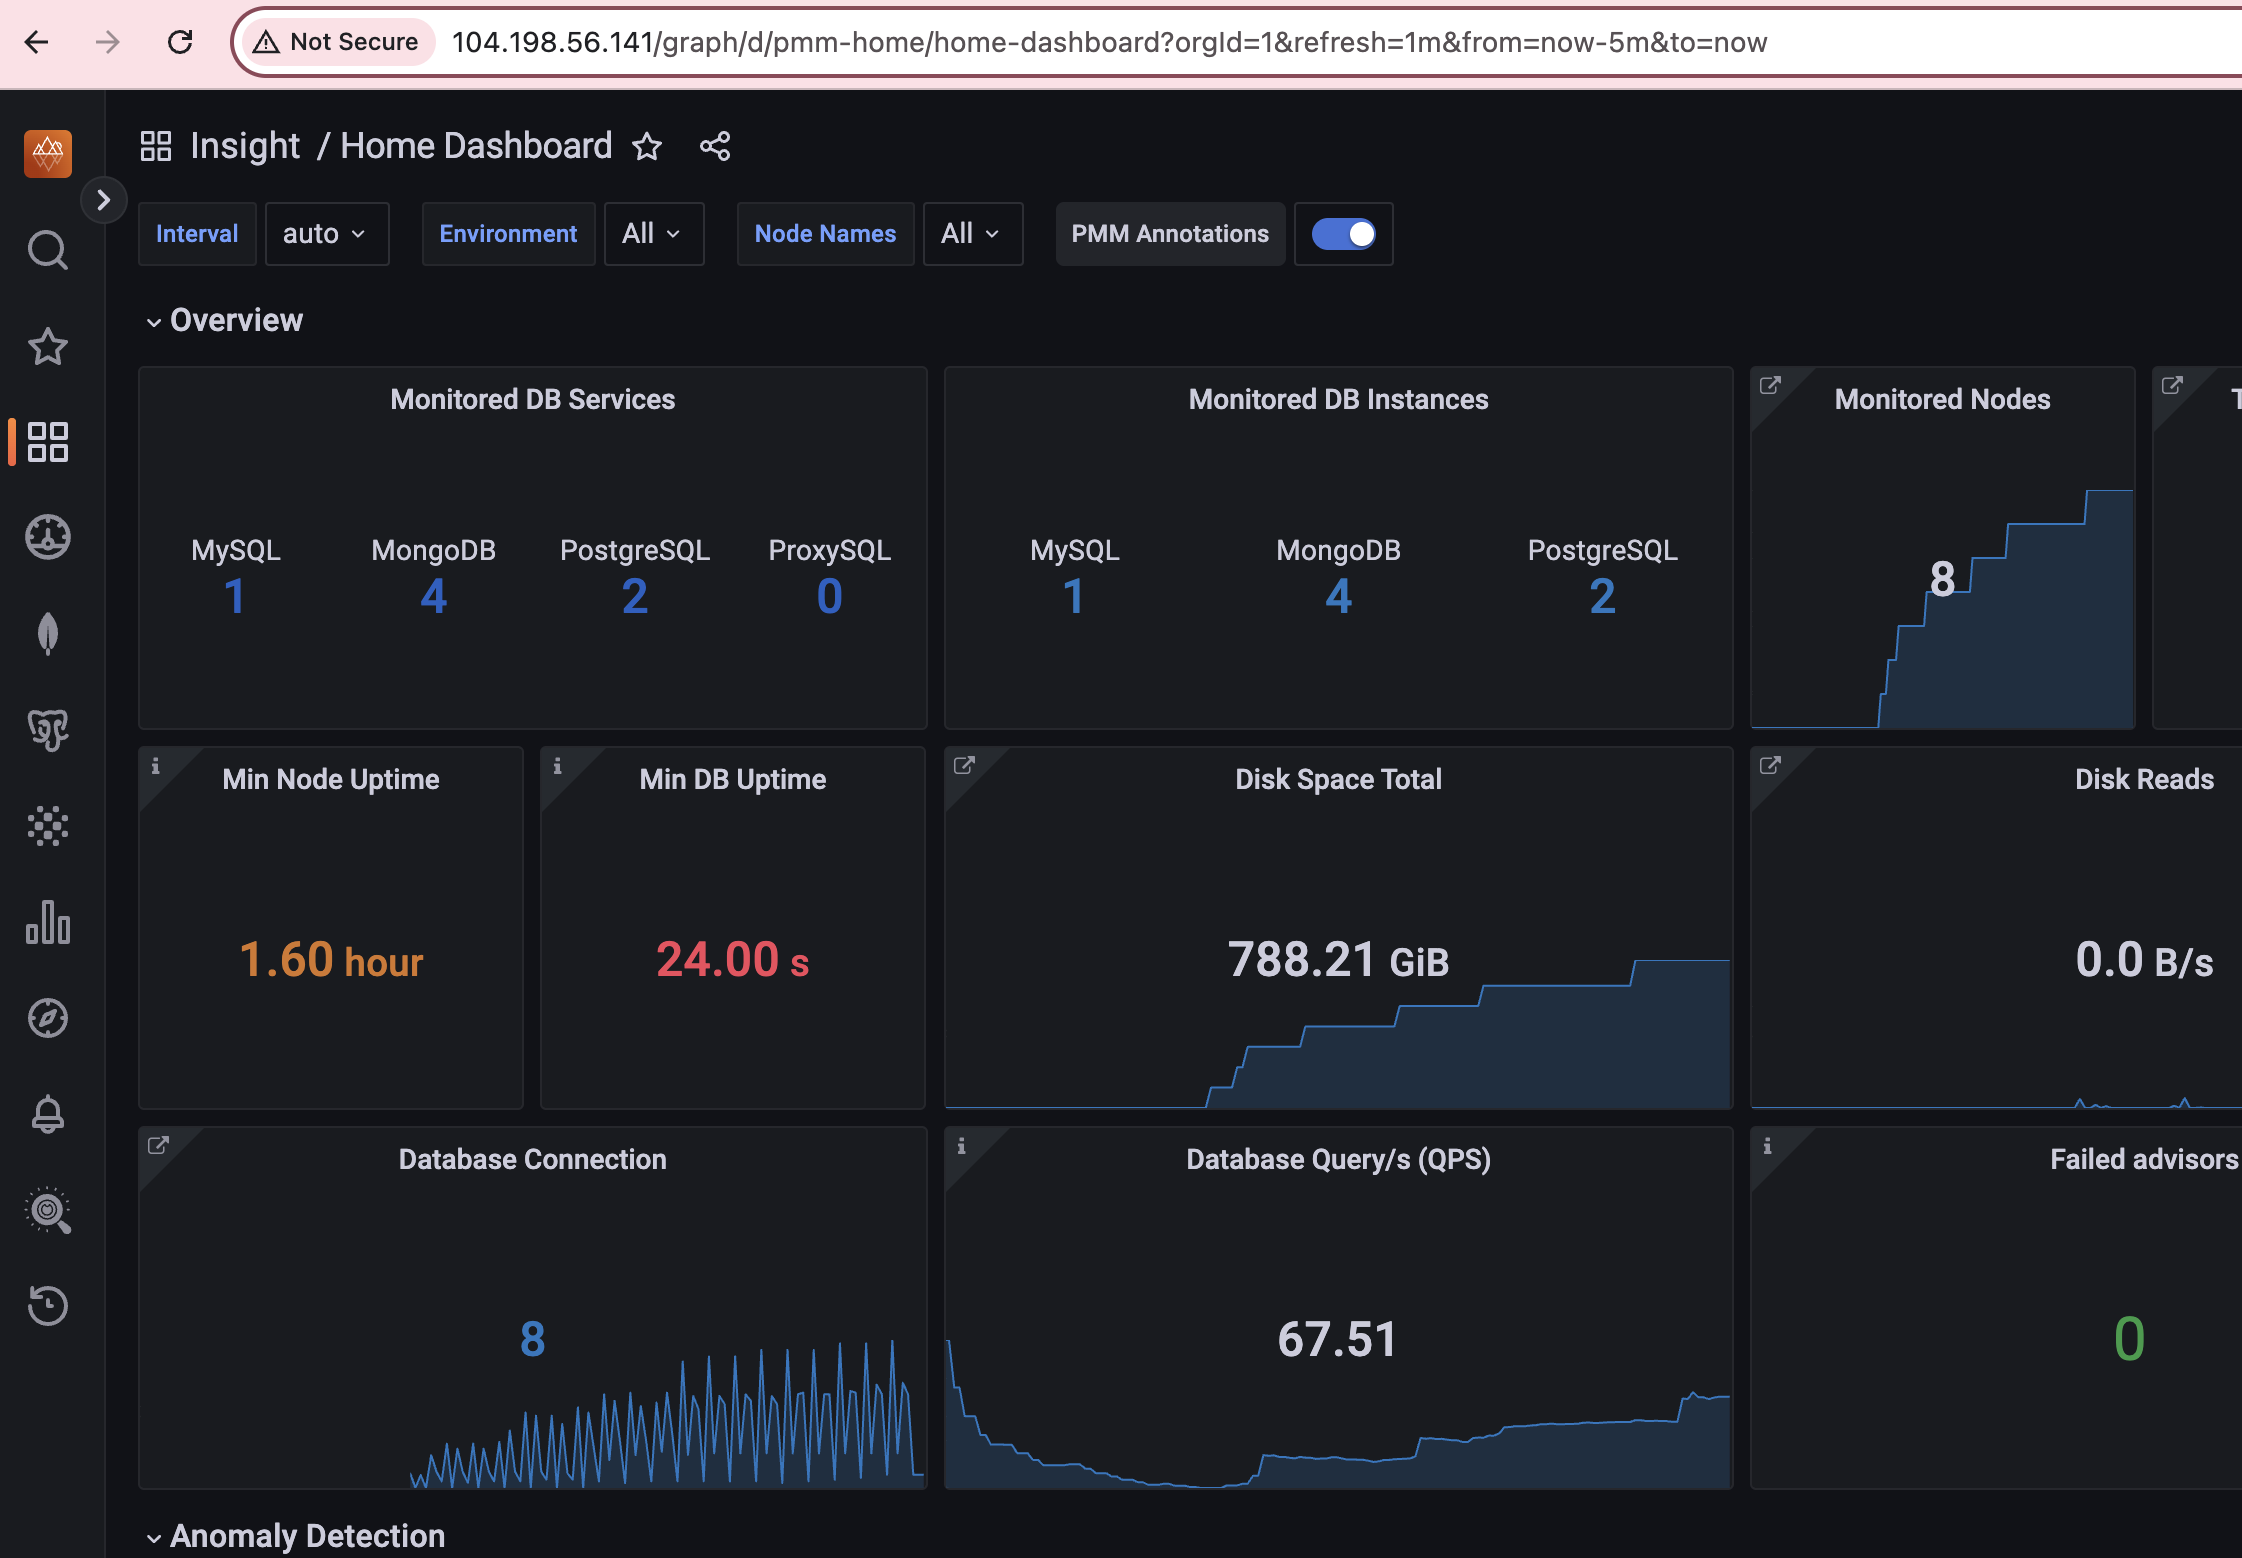 Not Secure 104.198.56.141/graph/d/pmm-home/home-dashboard?orgId=1&refresh=1m&from=now-5m&to=now
Insight / Home Dashboard
Interval auto Environment All Node Names All PMM Annotations
Overview
Monitored DB Services
MySQL MongoDB PostgreSQL ProxySQL
1 4 2 0
Monitored DB Instances
MySQL MongoDB PostgreSQL
1 4 2
Monitored Nodes
8
Min Node Uptime
1.60 hour
Min DB Uptime
24.00 s
Disk Space Total
788.21 GiB
Disk Reads
0.0 B/s
Database Connection
8
Database Query/s (QPS)
67.51
Failed advisors
0
Anomaly Detection